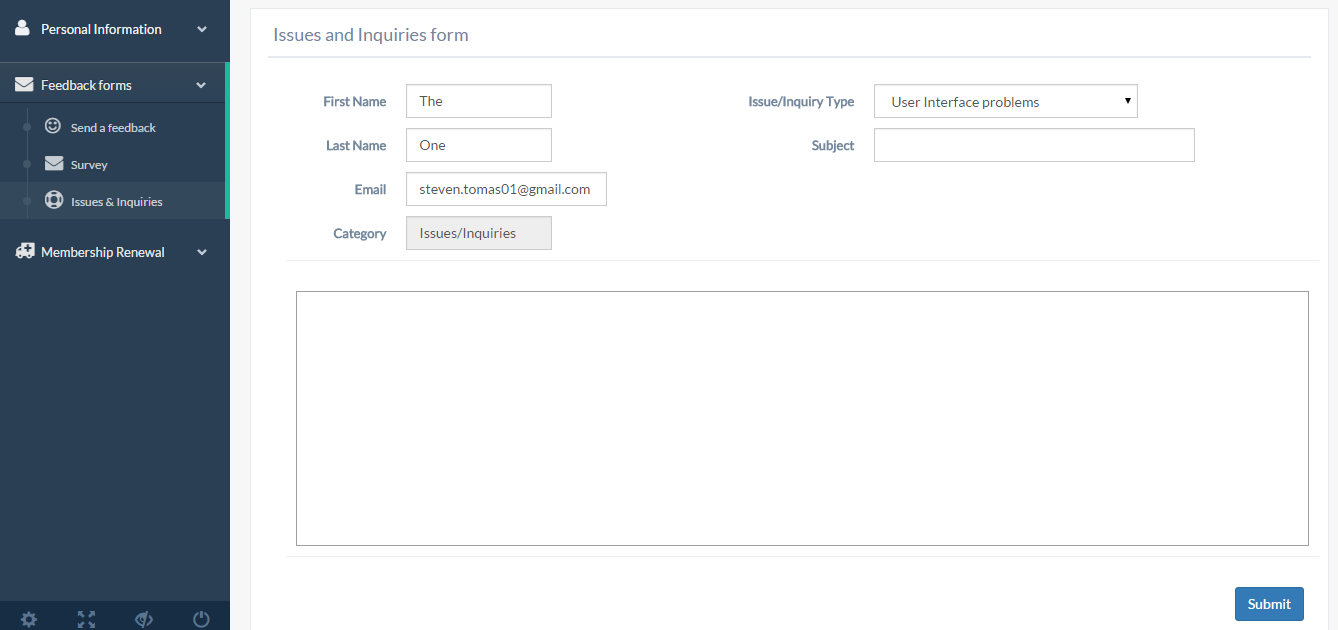 Personal Information
Feedback forms
Send a feedback
Survey
Issues & Inquiries
Membership Renewal
Issues and Inquiries form
First Name The
Last Name One
Email steven.tomas01@gmail.com
Category Issues/Inquiries
Issue/Inquiry Type User Interface problems
Subject
Submit